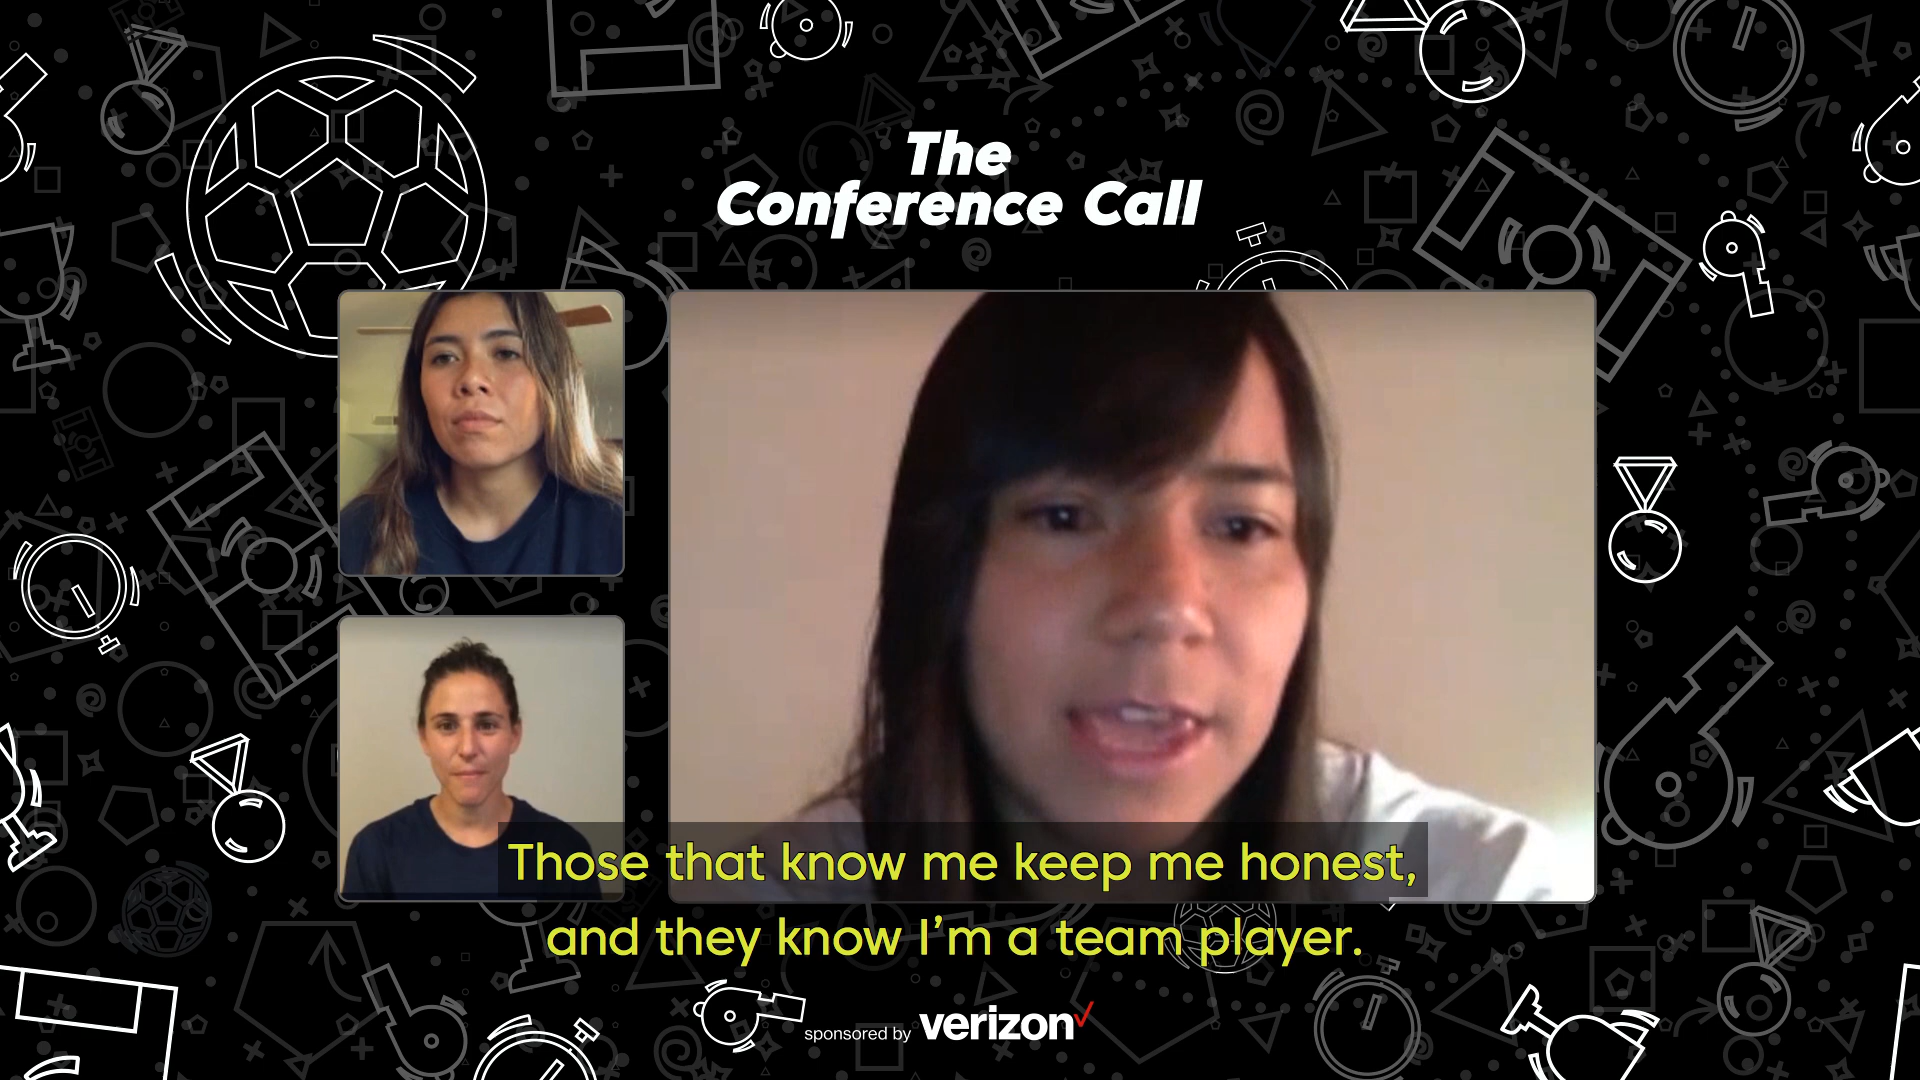 The
Conference Call
Those that know me keep me honest,
and they know I’m a team player.
sponsored by verizon